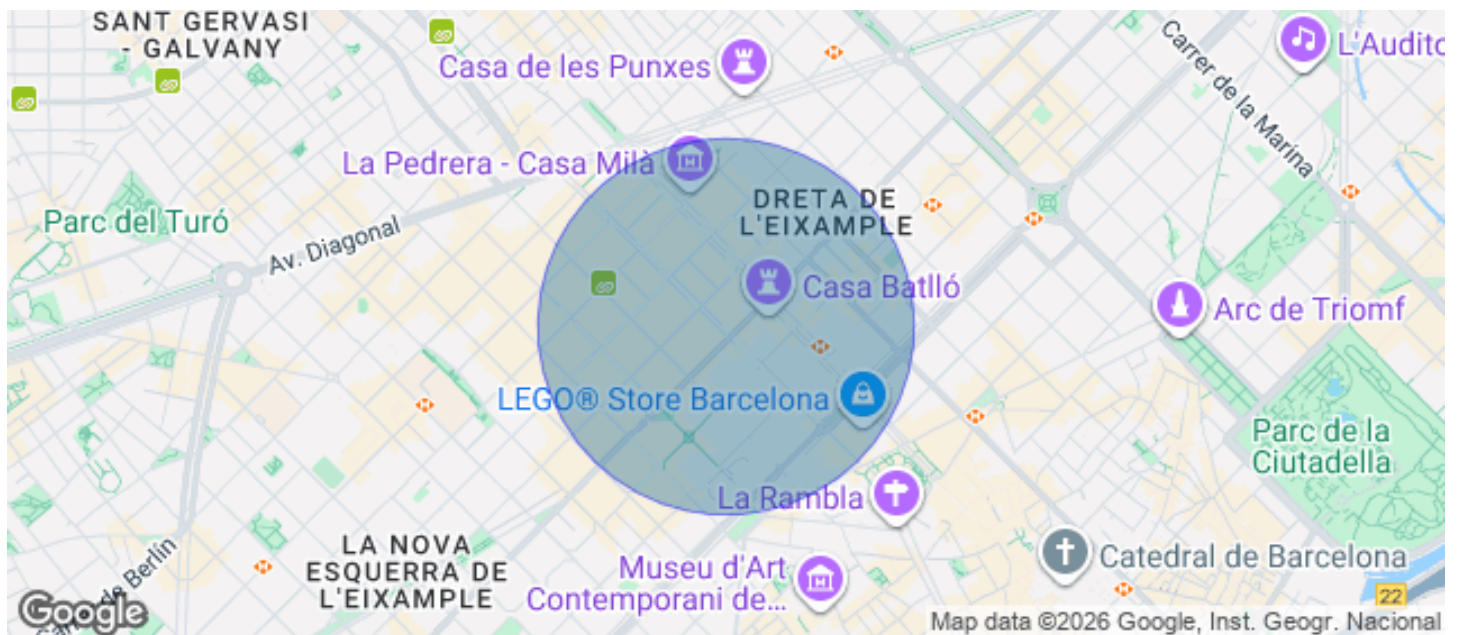 SANT GERVASI
- GALVANY
Casa de les Punxes
L'Audito
Carrer de la Marina
La Pedrera - Casa Milà
DRETA DE
L'EIXAMPLE
Parc del Turó
Av. Diagonal
Casa Batlló
Arc de Triomf
LEGO® Store Barcelona
Parc de la
Ciutadella
La Rambla
LA NOVA
ESQUERRA DE
L'EIXAMPLE
Museu d'Art
Contemporani de...
Catedral de Barcelona
de Berlín
22
Google
Map data ©2026 Google, Inst. Geogr. Nacional